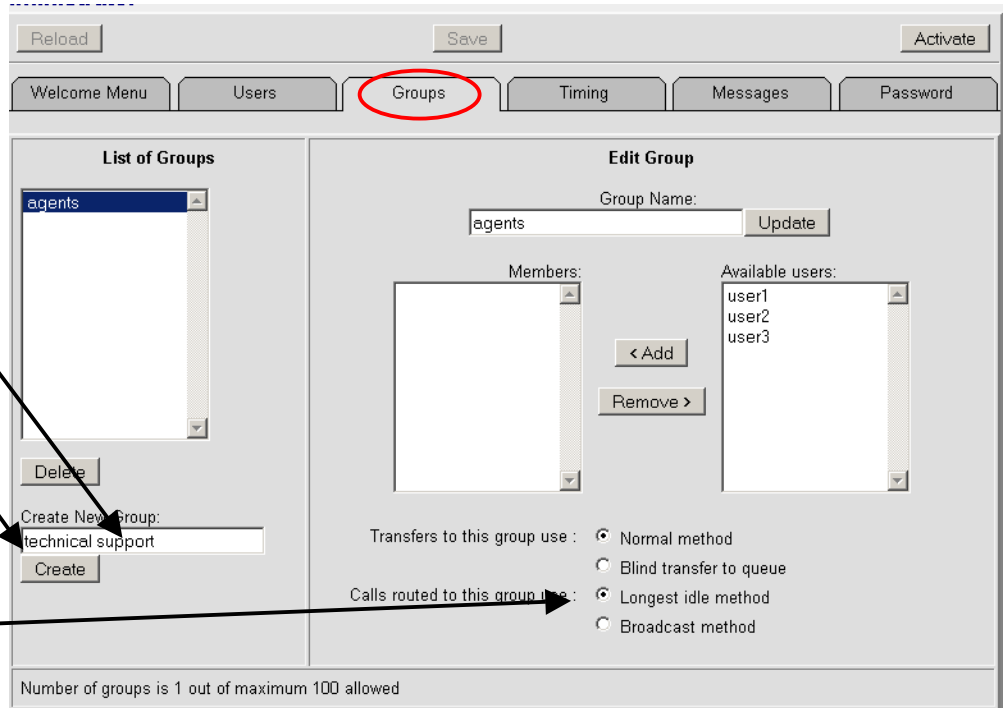 Reload Save Activate
Welcome Menu Users Groups Timing Messages Password
List of Groups
agents
Delete
Create New Group:
technical support
Create
Edit Group
Group Name:
agents Update
Members: Available users:
user1
user2
user3
< Add
Remove >
Transfers to this group use : Normal method
Blind transfer to queue
Calls routed to this group use : Longest idle method
Broadcast method
Number of groups is 1 out of maximum 100 allowed